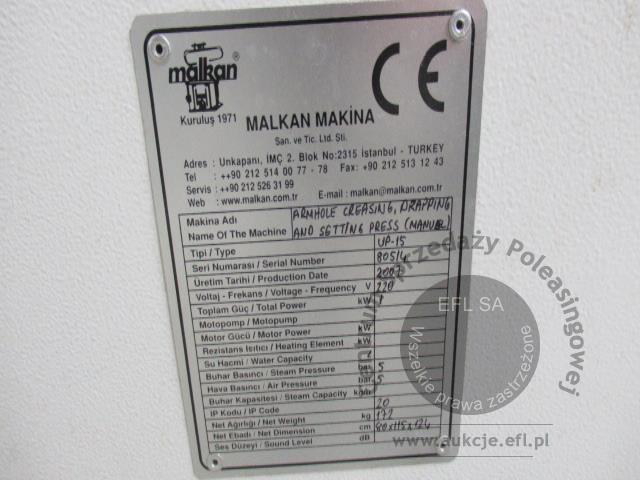 malkan
Kuruluş 1971
CE
MALKAN MAKİNA
San. ve Tic. Ltd. Şti.
Adres : Unkapanı, İMÇ 2. Blok No:2315 İstanbul - TURKEY
Tel : ++90 212 514 00 77 - 78 Fax: +90 212 513 12 43
Servis : ++90 212 526 31 99
Web : www.malkan.com.tr E-mail : malkan@malkan.com.tr
Makina Adı ARMHOLE CREASING, DRAPPING
Name Of The Machine AND SETTING PRESS (MANUEL)
Tipi / Type UP-15
Seri Numarası / Serial Number 80514
Üretim Tarihi / Production Date 2007
Voltaj - Frekans / Voltage - Frequency V 220
Toplam Güç / Total Power kW 1
Motopomp / Motopump kW
Motor Gücü / Motor Power kW
Rezistans Isıtıcı / Heating Element kW
Su Hacmi / Water Capacity ℓ
Buhar Basıncı / Steam Pressure bar 5
Hava Basıncı / Air Pressure bar 5
Buhar Kapasitesi / Steam Capacity
IP Kodu / IP Code 20
Net Ağırlığı / Net Weight kg 172
Net Ebadı / Net Dimension cm 80x115x124
Ses Düzeyi / Sound Level dB
przedaży Poleasingowej
EFL SA
Wszelkie prawa zastrzeżone
www.aukcje.efl.pl